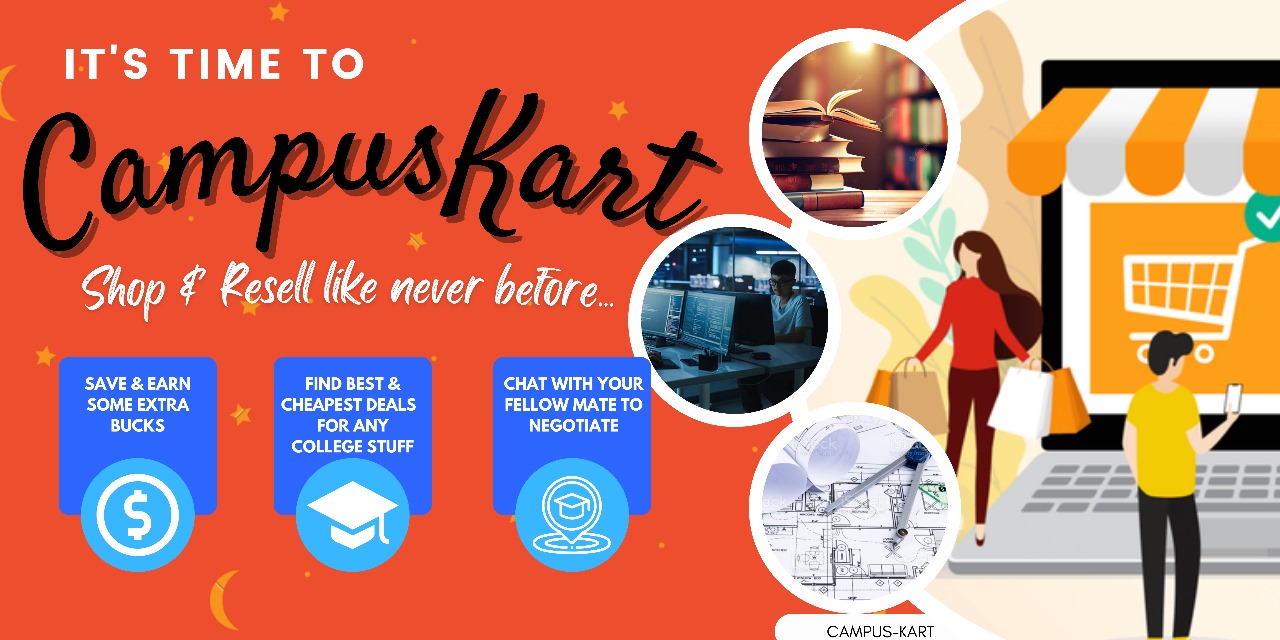 IT'S TIME TO
CampusKart
Shop & Resell like never before...
SAVE & EARN
SOME EXTRA
BUCKS
FIND BEST &
CHEAPEST DEALS
FOR ANY
COLLEGE STUFF
CHAT WITH YOUR
FELLOW MATE TO
NEGOTIATE
CAMPUS-KART